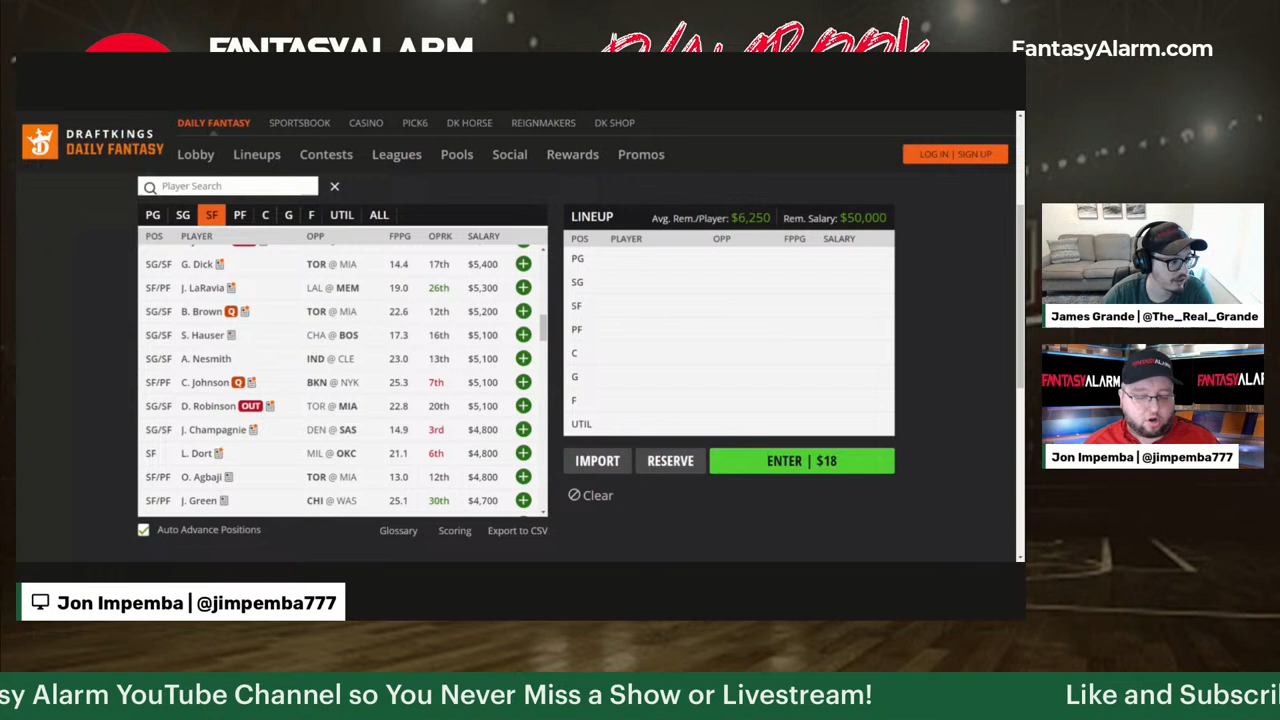 FANTASYALARM
PLAYBOOK
FantasyAlarm.com
DRAFTKINGS
DAILY FANTASY
DAILY FANTASY SPORTSBOOK CASINO PICK6 DK HORSE REIGNMAKERS DK SHOP
Lobby Lineups Contests Leagues Pools Social Rewards Promos
LOG IN | SIGN UP
Player Search
PG SG SF PF C G F UTIL ALL
POS PLAYER OPP FPPG OPRK SALARY
SG/SF G. Dick TOR @ MIA 14.4 17th $5,400
SF/PF J. LaRavia LAL @ MEM 19.0 26th $5,300
SG/SF B. Brown Q TOR @ MIA 22.6 12th $5,200
SG/SF S. Hauser CHA @ BOS 17.3 16th $5,100
SG/SF A. Nesmith IND @ CLE 23.0 13th $5,100
SF/PF C. Johnson Q BKN @ NYK 25.3 7th $5,100
SG/SF D. Robinson OUT TOR @ MIA 22.8 20th $5,100
SG/SF J. Champagnie DEN @ SAS 14.9 3rd $4,800
SF L. Dort MIL @ OKC 21.1 6th $4,800
SF/PF O. Agbaji TOR @ MIA 13.0 12th $4,800
SF/PF J. Green CHI @ WAS 25.1 30th $4,700
Auto Advance Positions Glossary Scoring Export to CSV
LINEUP Avg. Rem./Player: $6,250 Rem. Salary: $50,000
POS PLAYER OPP FPPG SALARY
PG
SG
SF
PF
C
G
F
UTIL
IMPORT RESERVE ENTER | $18
Clear
James Grande | @The_Real_Grande
FANTASYALARM
FANTASYALAR
Jon Impemba | @jimpemba777
Jon Impemba | @jimpemba777
sy Alarm YouTube Channel so You Never Miss a Show or Livestream! Like and Subscri